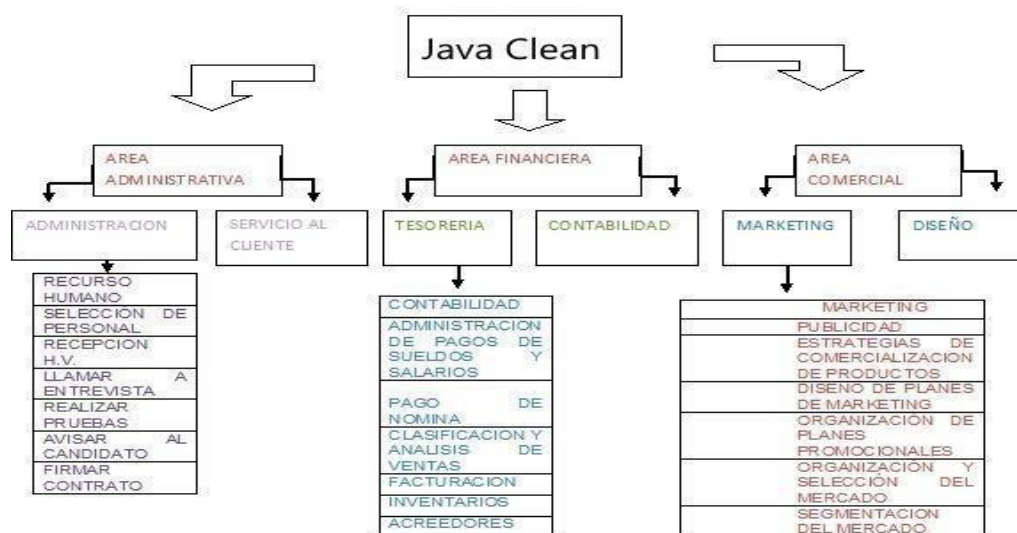 Java Clean
AREA
ADMINISTRATIVA
AREA FINANCIERA
AREA
COMERCIAL
ADMINISTRACION
SERVICIO AL
CLIENTE
TESORERIA
CONTABILIDAD
MARKETING
DISEÑO
RECURSO
HUMANO
SELECCIÓN DE
PERSONAL
RECEPCION
H.V.
LLAMAR A
ENTREVISTA
REALIZAR
PRUEBAS
AVISAR AL
CANDIDATO
FIRMAR
CONTRATO
CONTABILIDAD
ADMINISTRACION
DE PAGOS DE
SUELDOS Y
SALARIOS
PAGO DE
NOMINA
CLASIFICACION Y
ANALISIS DE
VENTAS
FACTURACION
INVENTARIOS
ACREEDORES
MARKETING
PUBLICIDAD
ESTRATEGIAS DE
COMERCIALIZACION
DE PRODUCTOS
DISENO DE PLANES
DE MARKETING
ORGANIZACIÓN DE
PLANES
PROMOCIONALES
ORGANIZACIÓN Y
SELECCIÓN DEL
MERCADO
SEGMENTACION
DEL MERCADO